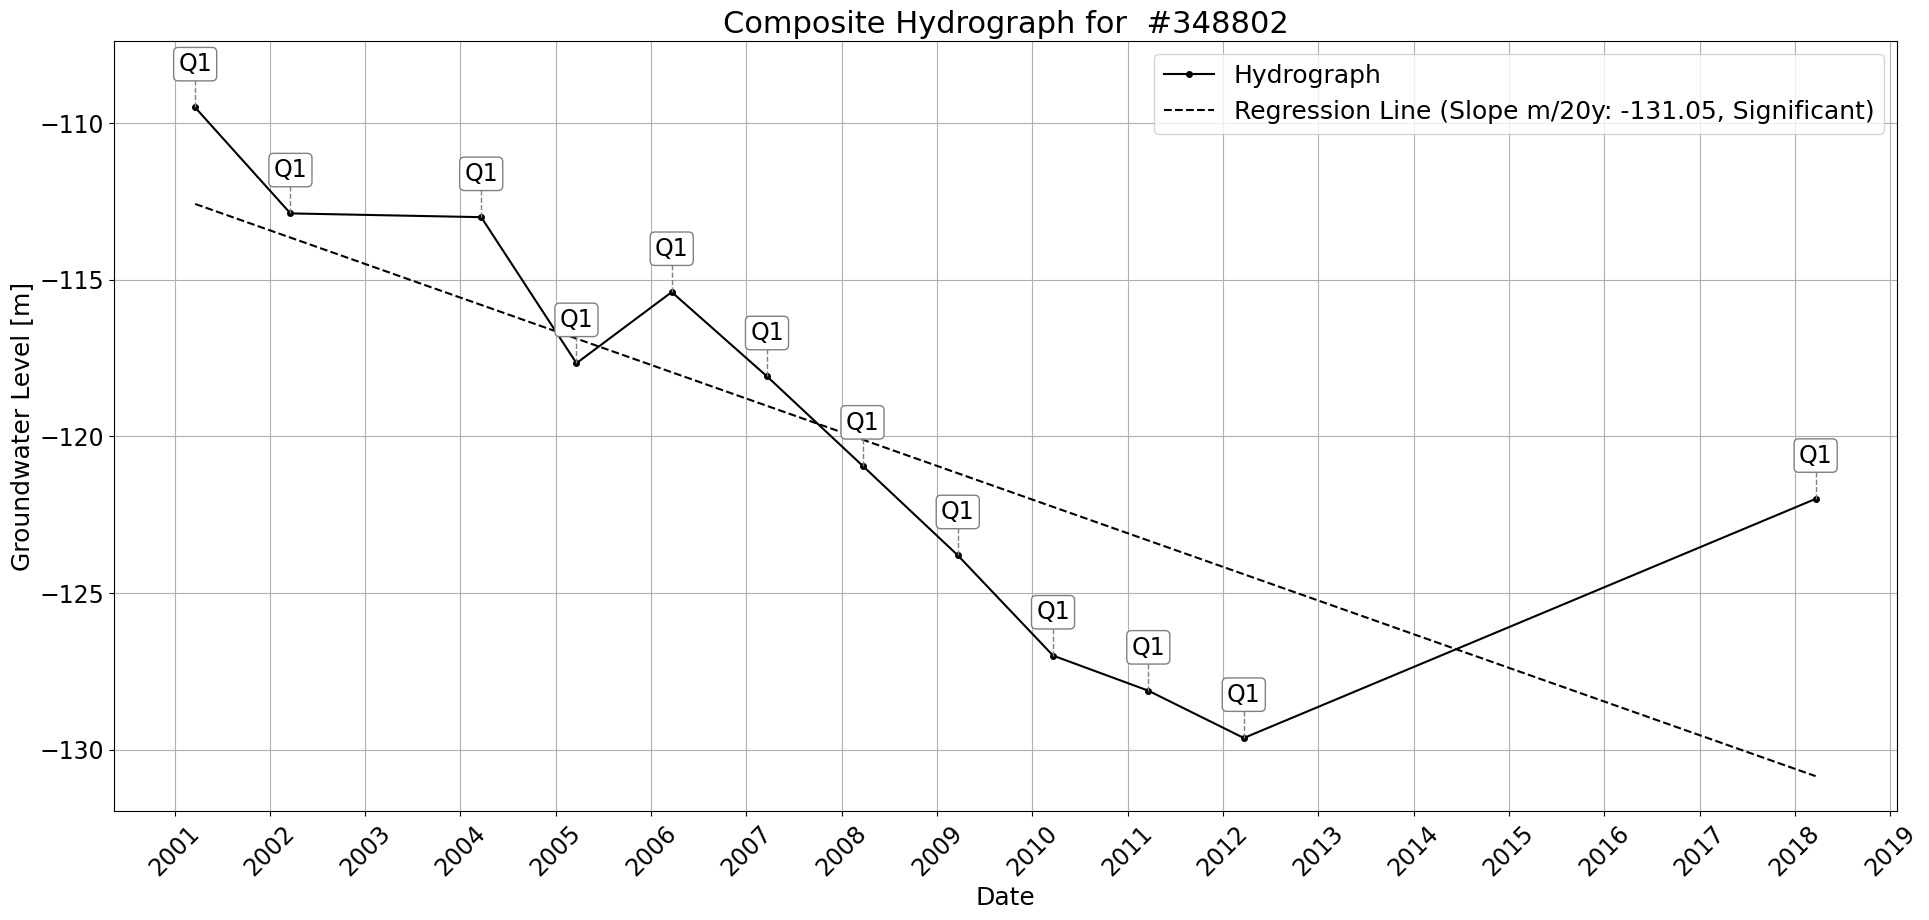 Composite Hydrograph for  #348802
Hydrograph
Regression Line (Slope m/20y: -131.05, Significant)
Q1
Q1
Q1
Q1
Q1
Q1
Q1
Q1
Q1
Q1
Q1
Q1
Groundwater Level [m]
−110
−115
−120
−125
−130
2001
2002
2003
2004
2005
2006
2007
2008
2009
2010
2011
2012
2013
2014
2015
2016
2017
2018
2019
Date